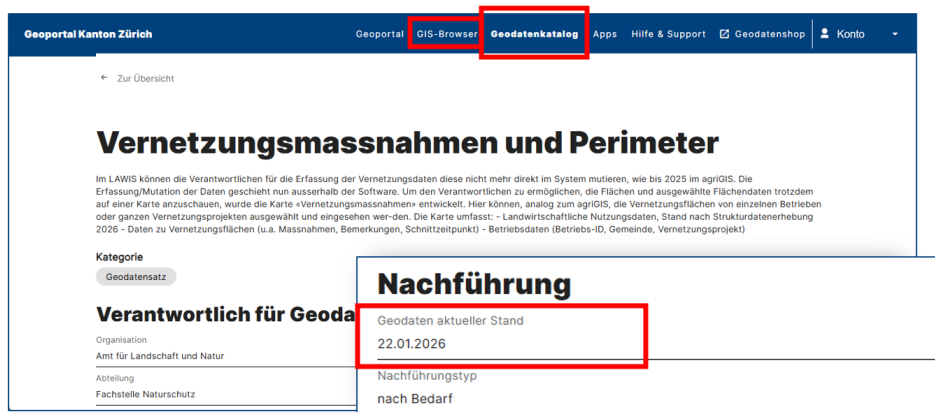 Geoportal Kanton Zürich
Geoportal GIS-Browser Geodatenkatalog Apps Hilfe & Support Geodatenshop Konto
← Zur Übersicht
Vernetzungsmassnahmen und Perimeter
Im LAWIS können die Verantwortlichen für die Erfassung der Vernetzungsdaten diese nicht mehr direkt im System mutieren, wie bis 2025 im agriGIS. Die
Erfassung/Mutation der Daten geschieht nun ausserhalb der Software. Um den Verantwortlichen zu ermöglichen, die Flächen und ausgewählte Flächendaten trotzdem
auf einer Karte anzuschauen, wurde die Karte «Vernetzungsmassnahmen» entwickelt. Hier können, analog zum agriGIS, die Vernetzungsflächen von einzelnen Betrieben
oder ganzen Vernetzungsprojekten ausgewählt und eingesehen wer-den. Die Karte umfasst: - Landwirtschaftliche Nutzungsdaten, Stand nach Strukturdatenerhebung
2026 - Daten zu Vernetzungsflächen (u.a. Massnahmen, Bemerkungen, Schnittzeitpunkt) - Betriebsdaten (Betriebs-ID, Gemeinde, Vernetzungsprojekt)
Kategorie
Geodatensatz
Verantwortlich für Geoda
Organisation
Amt für Landschaft und Natur
Abteilung
Fachstelle Naturschutz
Nachführung
Geodaten aktueller Stand
22.01.2026
Nachführungstyp
nach Bedarf